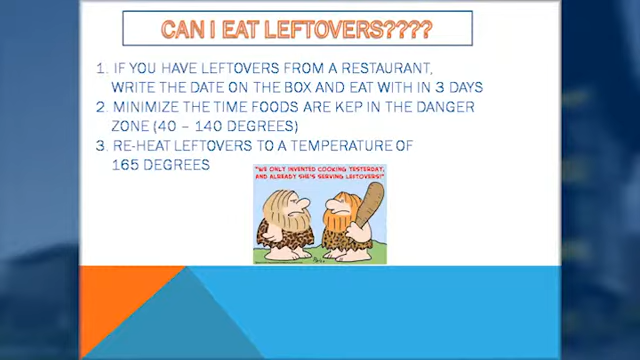 CAN I EAT LEFTOVERS????
1. IF YOU HAVE LEFTOVERS FROM A RESTAURANT,
WRITE THE DATE ON THE BOX AND EAT WITH IN 3 DAYS
2. MINIMIZE THE TIME FOODS ARE KEP IN THE DANGER
ZONE (40 – 140 DEGREES)
3. RE-HEAT LEFTOVERS TO A TEMPERATURE OF
165 DEGREES
"WE ONLY INVENTED COOKING YESTERDAY,
AND ALREADY SHE'S SERVING LEFTOVERS!"